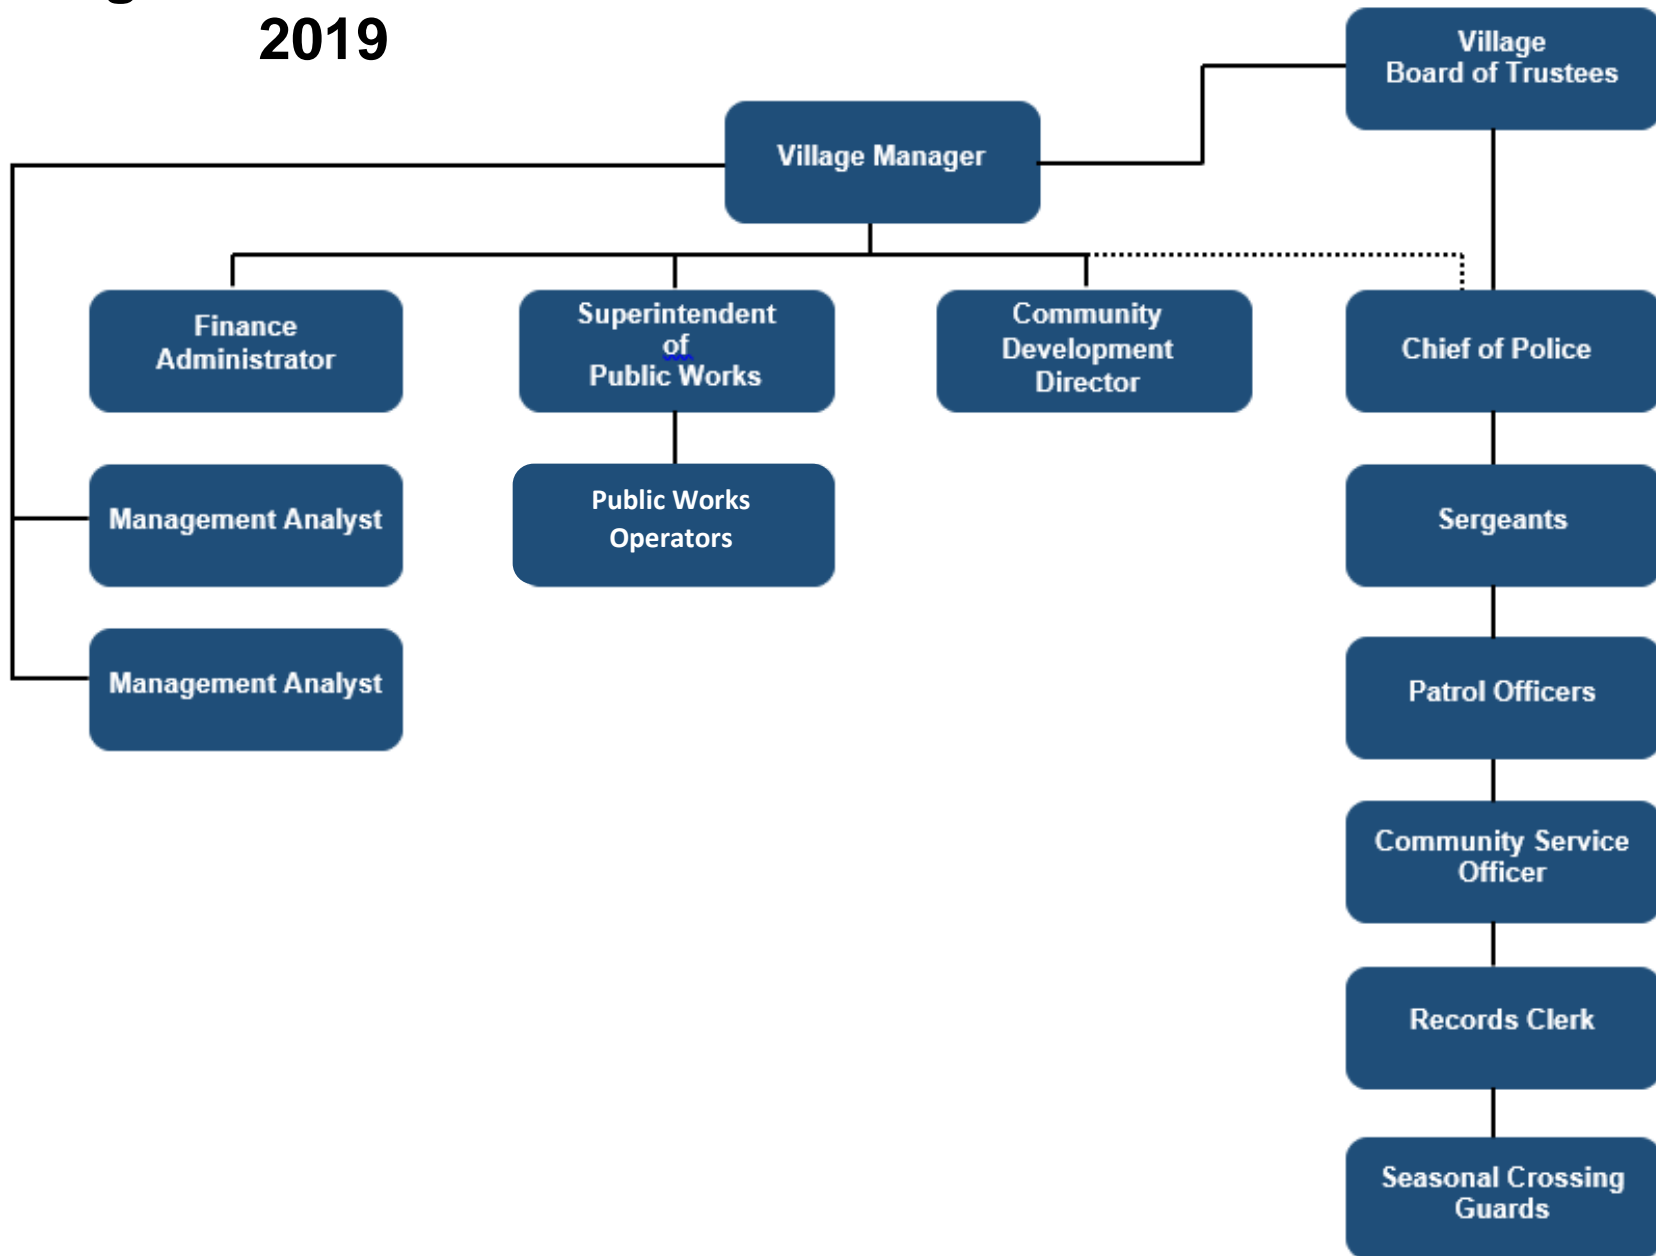 2019
Village
Board of Trustees
Village Manager
Finance
Administrator
Superintendent
of
Public Works
Community
Development
Director
Chief of Police
Management Analyst
Public Works
Operators
Sergeants
Management Analyst
Patrol Officers
Community Service
Officer
Records Clerk
Seasonal Crossing
Guards